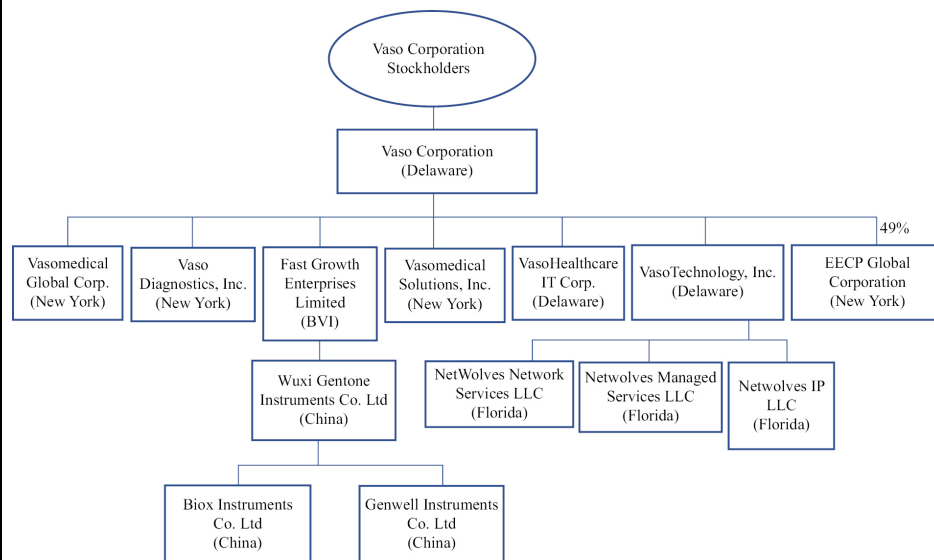 Vaso Corporation
Stockholders
Vaso Corporation
(Delaware)
49%
Vasomedical
Global Corp.
(New York)
Vaso
Diagnostics, Inc.
(New York)
Fast Growth
Enterprises
Limited
(BVI)
Vasomedical
Solutions, Inc.
(New York)
VasoHealthcare
IT Corp.
(Delaware)
VasoTechnology, Inc.
(Delaware)
EECP Global
Corporation
(New York)
Wuxi Gentone
Instruments Co. Ltd
(China)
NetWolves Network
Services LLC
(Florida)
Netwolves Managed
Services LLC
(Florida)
Netwolves IP
LLC
(Florida)
Biox Instruments
Co. Ltd
(China)
Genwell Instruments
Co. Ltd
(China)